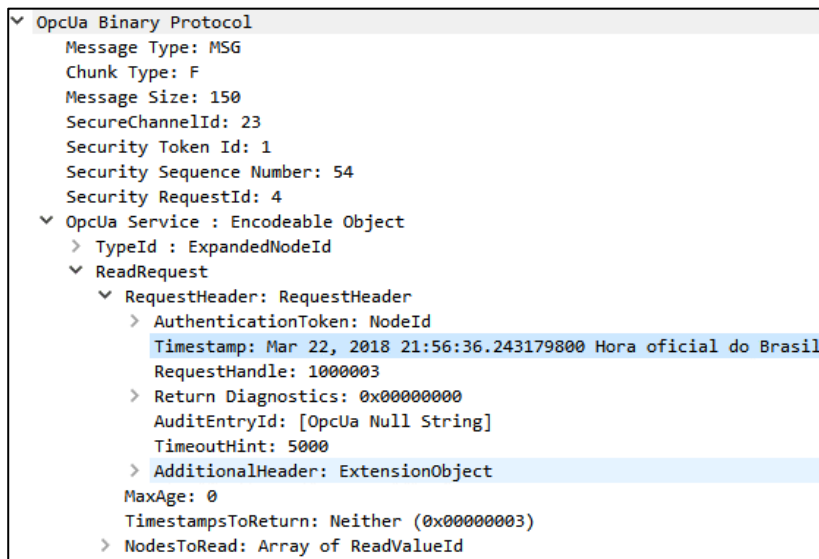 OpcUa Binary Protocol
Message Type: MSG
Chunk Type: F
Message Size: 150
SecureChannelId: 23
Security Token Id: 1
Security Sequence Number: 54
Security RequestId: 4
OpcUa Service : Encodeable Object
TypeId : ExpandedNodeId
ReadRequest
RequestHeader: RequestHeader
AuthenticationToken: NodeId
Timestamp: Mar 22, 2018 21:56:36.243179800 Hora oficial do Brasil
RequestHandle: 1000003
Return Diagnostics: 0x00000000
AuditEntryId: [OpcUa Null String]
TimeoutHint: 5000
AdditionalHeader: ExtensionObject
MaxAge: 0
TimestampsToReturn: Neither (0x00000003)
NodesToRead: Array of ReadValueId